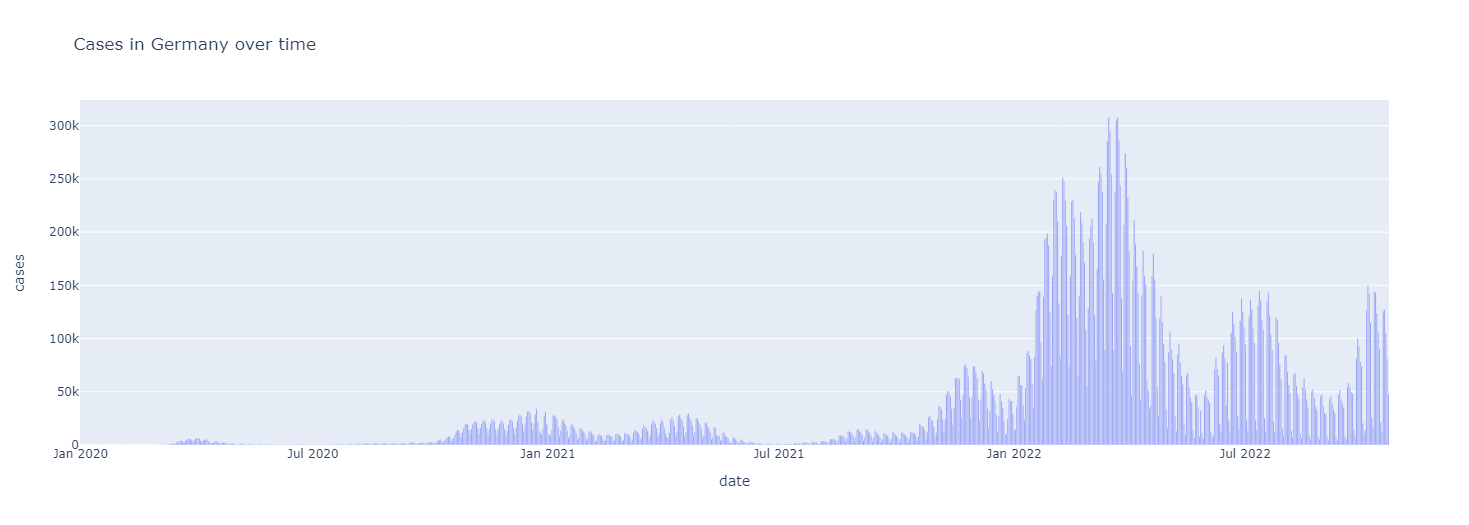 Cases in Germany over time
300k
250k
200k
150k
100k
50k
0
cases
Jan 2020
Jul 2020
Jan 2021
Jul 2021
Jan 2022
Jul 2022
date